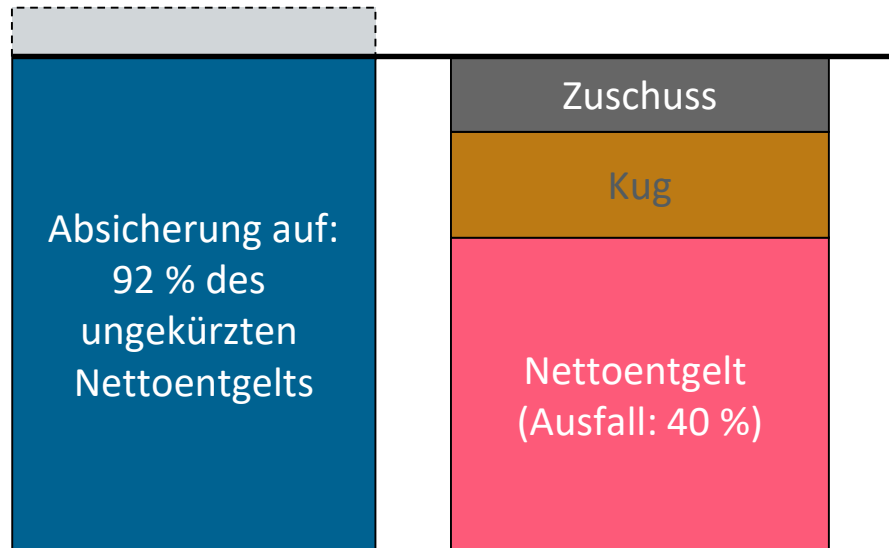 Absicherung auf:
92 % des
ungekürzten
Nettoentgelts
Zuschuss
Kug
Nettoentgelt
(Ausfall: 40 %)